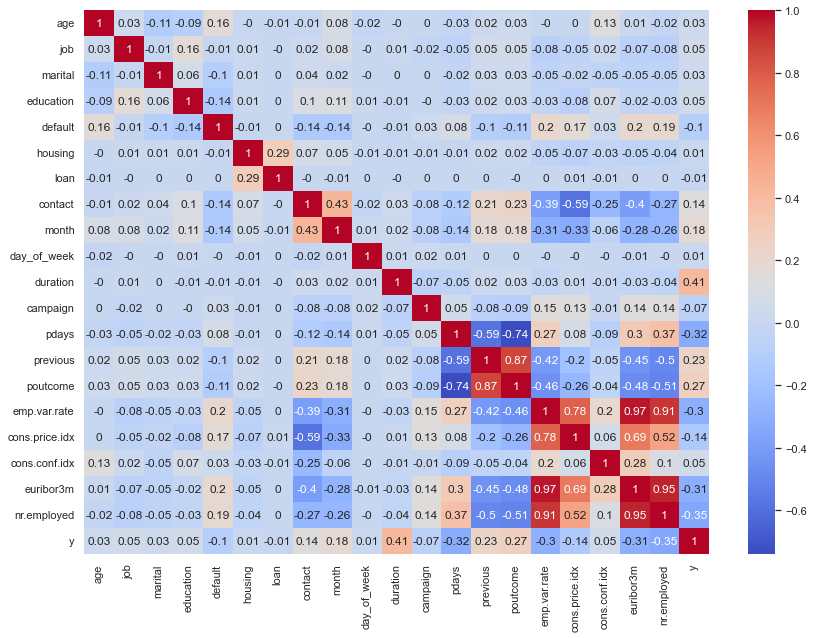 age 1 0.03 -0.11 -0.09 0.16 -0 -0.01 -0.01 0.08 -0.02 -0 0 -0.03 0.02 0.03 -0 0 0.13 0.01 -0.02 0.03 1.0
job 0.03 1 -0.01 0.16 -0.01 0.01 -0 0.02 0.08 -0 0.01 -0.02 -0.05 0.05 0.05 -0.08 -0.05 0.02 -0.07 -0.08 0.05
marital -0.11 -0.01 1 0.06 -0.1 0.01 0 0.04 0.02 -0 0 0 -0.02 0.03 0.03 -0.05 -0.02 -0.05 -0.05 -0.05 0.03
0.8
education -0.09 0.16 0.06 1 -0.14 0.01 0 0.1 0.11 0.01 -0.01 -0 -0.03 0.02 0.03 -0.03 -0.08 0.07 -0.02 -0.03 0.05
default 0.16 -0.01 -0.1 -0.14 1 -0.01 0 -0.14 -0.14 -0 -0.01 0.03 0.08 -0.1 -0.11 0.2 0.17 0.03 0.2 0.19 -0.1
housing -0 0.01 0.01 0.01 -0.01 1 0.29 0.07 0.05 -0.01 -0.01 -0.01 -0.01 0.02 0.02 -0.05 -0.07 -0.03 -0.05 -0.04 0.01
0.6
loan -0.01 -0 0 0 0 0.29 1 -0 -0.01 -0 0 0 0 -0 0 0 0.01 -0.01 0 0 -0.01
contact -0.01 0.02 0.04 0.1 -0.14 0.07 -0 1 0.43 -0.02 0.03 -0.08 -0.12 0.21 0.23 -0.39 -0.59 -0.25 -0.4 -0.27 0.14
0.4
month 0.08 0.08 0.02 0.11 -0.14 0.05 -0.01 0.43 1 0.01 0.02 -0.08 -0.14 0.18 0.18 -0.31 -0.33 -0.06 -0.28 -0.26 0.18
day_of_week -0.02 -0 -0 0.01 -0 -0.01 -0 -0.02 0.01 1 0.01 0.02 0.01 0 0 -0 -0 -0 -0.01 -0 0.01
0.2
duration -0 0.01 0 -0.01 -0.01 -0.01 0 0.03 0.02 0.01 1 -0.07 -0.05 0.02 0.03 -0.03 0.01 -0.01 -0.03 -0.04 0.41
campaign 0 -0.02 0 -0 0.03 -0.01 0 -0.08 -0.08 0.02 -0.07 1 0.05 -0.08 -0.09 0.15 0.13 -0.01 0.14 0.14 -0.07
0.0
pdays -0.03 -0.05 -0.02 -0.03 0.08 -0.01 0 -0.12 -0.14 0.01 -0.05 0.05 1 -0.59 -0.74 0.27 0.08 -0.09 0.3 0.37 -0.32
previous 0.02 0.05 0.03 0.02 -0.1 0.02 -0 0.21 0.18 0 0.02 -0.08 -0.59 1 0.87 -0.42 -0.2 -0.05 -0.45 -0.5 0.23
poutcome 0.03 0.05 0.03 0.03 -0.11 0.02 0 0.23 0.18 0 0.03 -0.09 -0.74 0.87 1 -0.46 -0.26 -0.04 -0.48 -0.51 0.27
-0.2
emp.var.rate -0 -0.08 -0.05 -0.03 0.2 -0.05 0 -0.39 -0.31 -0 -0.03 0.15 0.27 -0.42 -0.46 1 0.78 0.2 0.97 0.91 -0.3
cons.price.idx 0 -0.05 -0.02 -0.08 0.17 -0.07 0.01 -0.59 -0.33 -0 0.01 0.13 0.08 -0.2 -0.26 0.78 1 0.06 0.69 0.52 -0.14
-0.4
cons.conf.idx 0.13 0.02 -0.05 0.07 0.03 -0.03 -0.01 -0.25 -0.06 -0 -0.01 -0.01 -0.09 -0.05 -0.04 0.2 0.06 1 0.28 0.1 0.05
euribor3m 0.01 -0.07 -0.05 -0.02 0.2 -0.05 0 -0.4 -0.28 -0.01 -0.03 0.14 0.3 -0.45 -0.48 0.97 0.69 0.28 1 0.95 -0.31
nr.employed -0.02 -0.08 -0.05 -0.03 0.19 -0.04 0 -0.27 -0.26 -0 -0.04 0.14 0.37 -0.5 -0.51 0.91 0.52 0.1 0.95 1 -0.35
-0.6
y 0.03 0.05 0.03 0.05 -0.1 0.01 -0.01 0.14 0.18 0.01 0.41 -0.07 -0.32 0.23 0.27 -0.3 -0.14 0.05 -0.31 -0.35 1
age job marital education default housing loan contact month day_of_week duration campaign pdays previous poutcome emp.var.rate cons.price.idx cons.conf.idx euribor3m nr.employed y